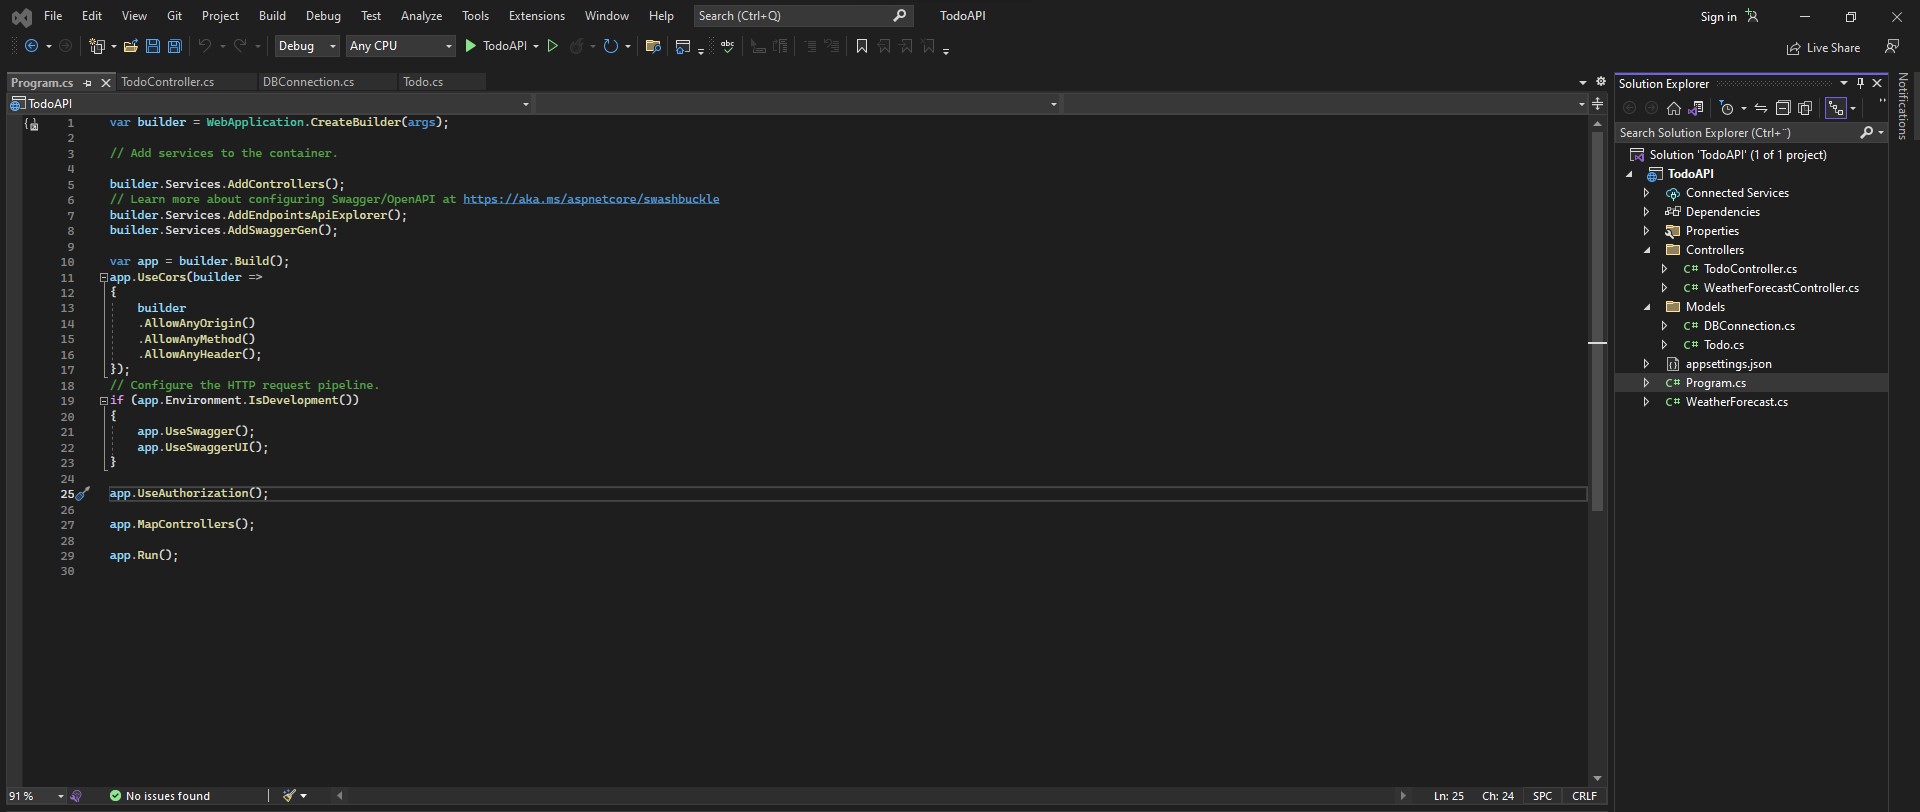 File Edit View Git Project Build Debug Test Analyze Tools Extensions Window Help Search (Ctrl+Q) TodoAPI Sign in
Debug Any CPU TodoAPI Live Share
Program.cs TodoController.cs DBConnection.cs Todo.cs
TodoAPI
1 var builder = WebApplication.CreateBuilder(args);
2
3 // Add services to the container.
4
5 builder.Services.AddControllers();
6 // Learn more about configuring Swagger/OpenAPI at https://aka.ms/aspnetcore/swashbuckle
7 builder.Services.AddEndpointsApiExplorer();
8 builder.Services.AddSwaggerGen();
9
10 var app = builder.Build();
11 app.UseCors(builder =>
12 {
13 builder
14 .AllowAnyOrigin()
15 .AllowAnyMethod()
16 .AllowAnyHeader();
17 });
18 // Configure the HTTP request pipeline.
19 if (app.Environment.IsDevelopment())
20 {
21 app.UseSwagger();
22 app.UseSwaggerUI();
23 }
24
25 app.UseAuthorization();
26
27 app.MapControllers();
28
29 app.Run();
30
91 % No issues found Ln: 25 Ch: 24 SPC CRLF
Solution Explorer
Search Solution Explorer (Ctrl+¨)
Solution 'TodoAPI' (1 of 1 project)
TodoAPI
Connected Services
Dependencies
Properties
Controllers
C# TodoController.cs
C# WeatherForecastController.cs
Models
C# DBConnection.cs
C# Todo.cs
appsettings.json
C# Program.cs
C# WeatherForecast.cs
Notifications